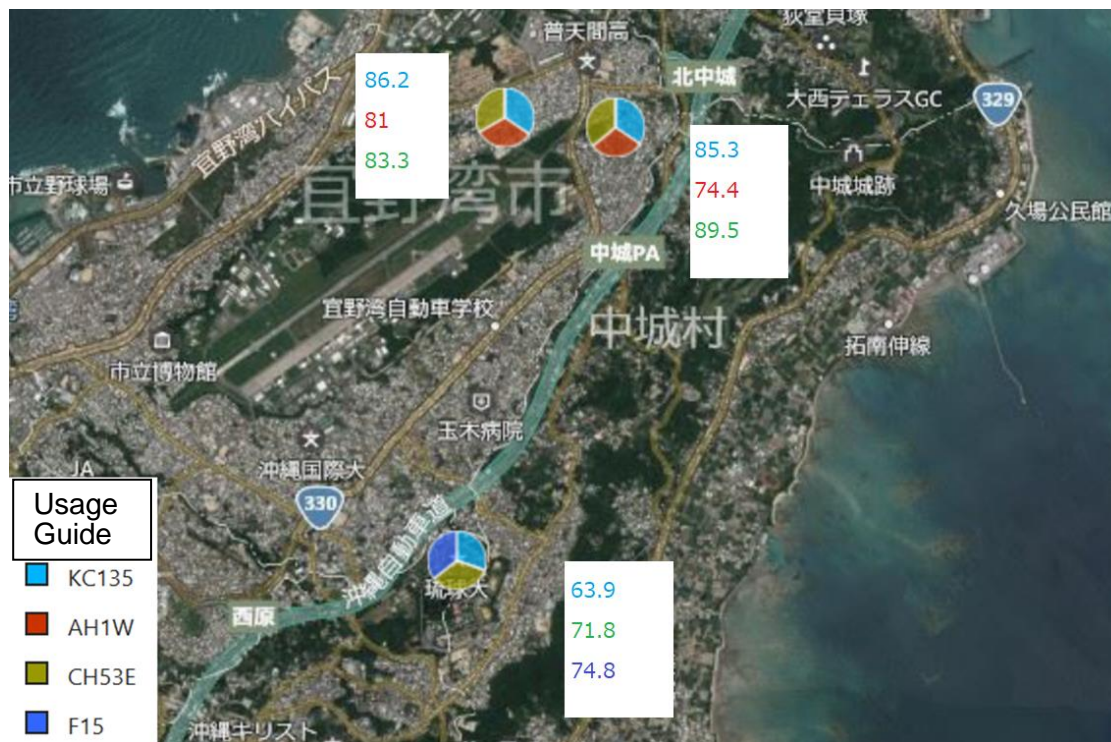 荻堂貝塚
普天間高
北中城
86.2
81
83.3
大西テェラスGC
329
宜野湾バイパス
市立野球場
宜野湾市
85.3
74.4
89.5
中城城跡
久場公民館
中城PA
宜野湾自動車学校
中城村
拓南伸線
市立博物館
玉木病院
JA
沖縄国際大
330
Usage
Guide
KC135
AH1W
CH53E
F15
沖縄自動車道
琉球大
西原
63.9
71.8
74.8
沖縄キリスト